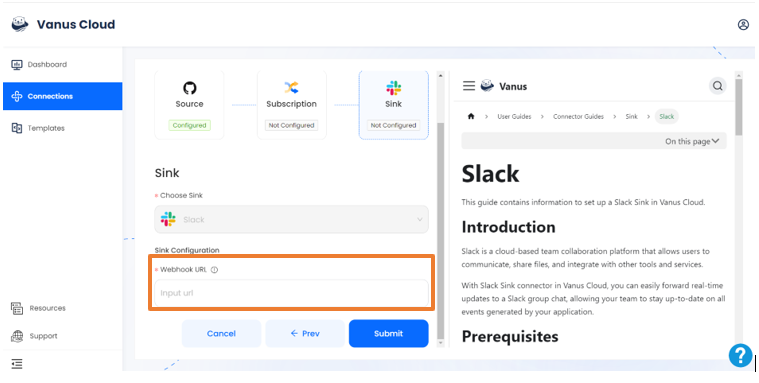 Vanus Cloud
Dashboard
Connections
Templates
Resources
Support
Source
Configured
Subscription
Not Configured
Sink
Not Configured
Sink
* Choose Sink
Slack
Sink Configuration
* Webhook URL
Input url
Cancel
← Prev
Submit
Vanus
User Guides > Connector Guides > Sink > Slack
On this page
Slack
This guide contains information to set up a Slack Sink in Vanus Cloud.
Introduction
Slack is a cloud-based team collaboration platform that allows users to
communicate, share files, and integrate with other tools and services.
With Slack Sink connector in Vanus Cloud, you can easily forward real-time
updates to a Slack group chat, allowing your team to stay up-to-date on all
events generated by your application.
Prerequisites
?